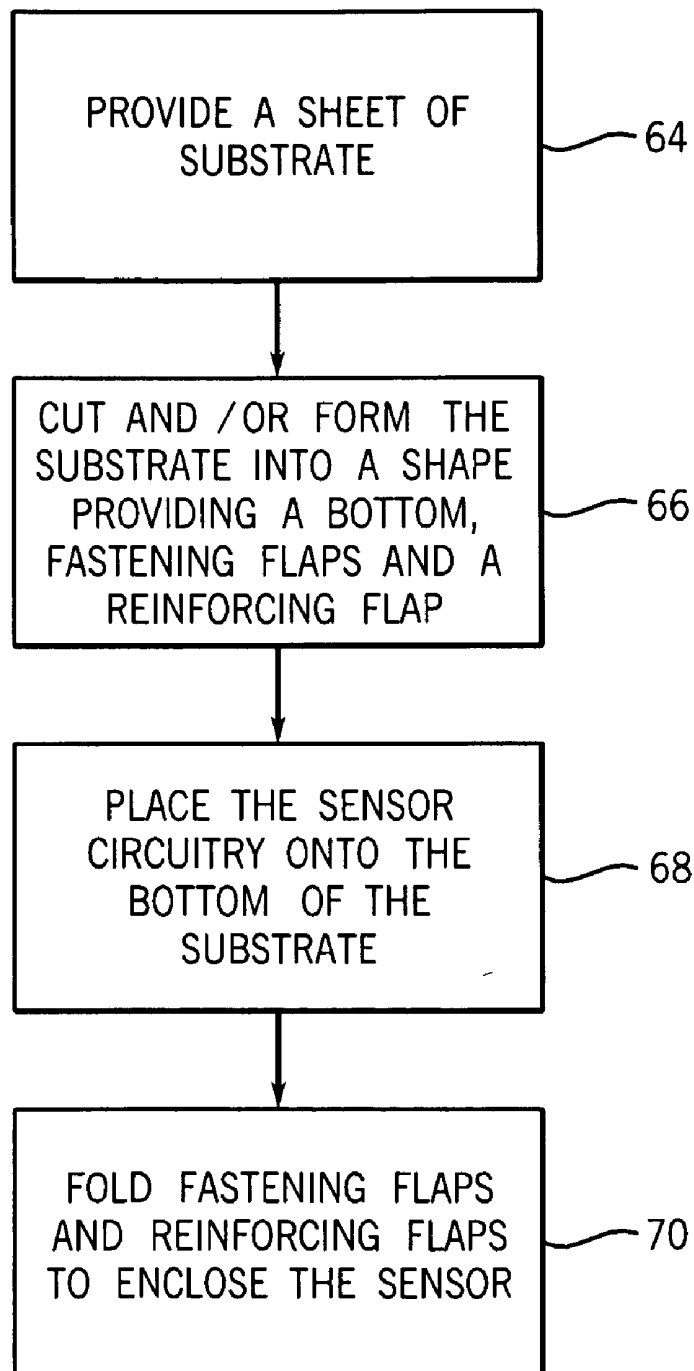 PROVIDE A SHEET OF
SUBSTRATE
64
CUT AND /OR FORM THE
SUBSTRATE INTO A SHAPE
PROVIDING A BOTTOM,
FASTENING FLAPS AND A
REINFORCING FLAP
66
PLACE THE SENSOR
CIRCUITRY ONTO THE
BOTTOM OF THE
SUBSTRATE
68
FOLD FASTENING FLAPS
AND REINFORCING FLAPS
TO ENCLOSE THE SENSOR
70